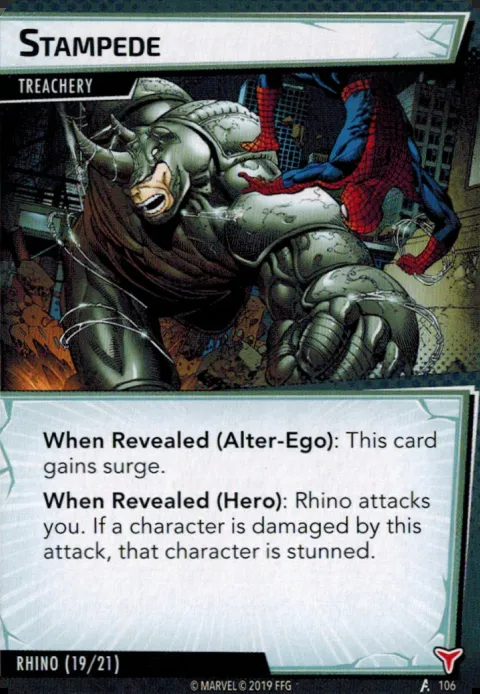 STAMPEDE
TREACHERY
When Revealed (Alter-Ego): This card
gains surge.
When Revealed (Hero): Rhino attacks
you. If a character is damaged by this
attack, that character is stunned.
RHINO (19/21)
© MARVEL © 2019 FFG
106